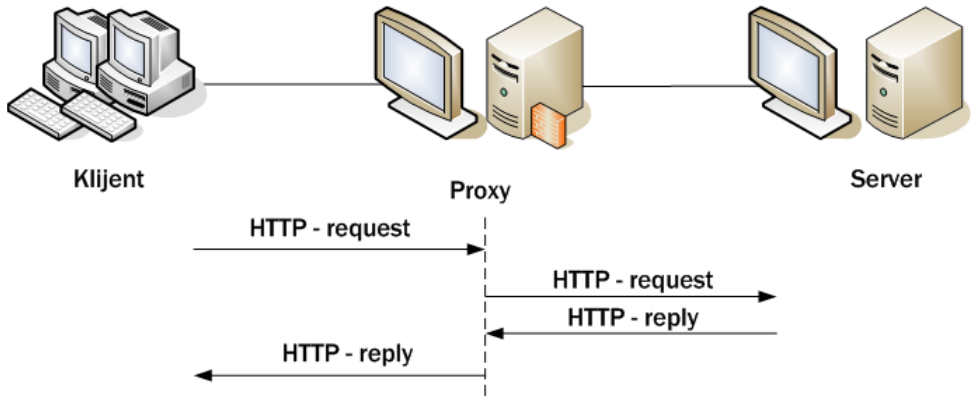 Klijent
Proxy
Server
HTTP - request
HTTP - request
HTTP - reply
HTTP - reply